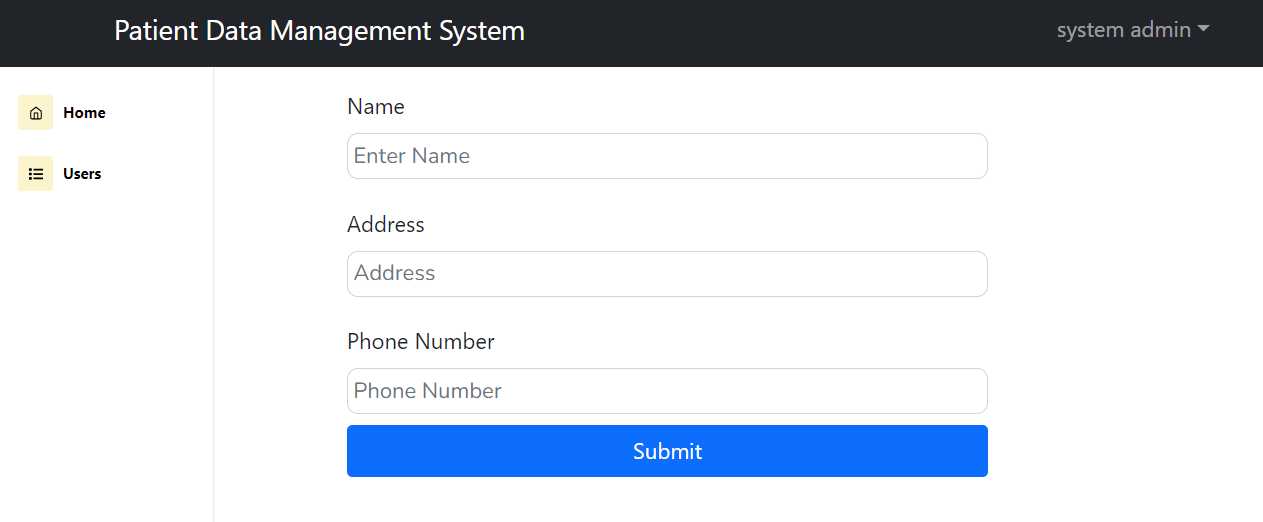 Patient Data Management System
system admin
Home
Users
Name
Enter Name
Address
Address
Phone Number
Phone Number
Submit